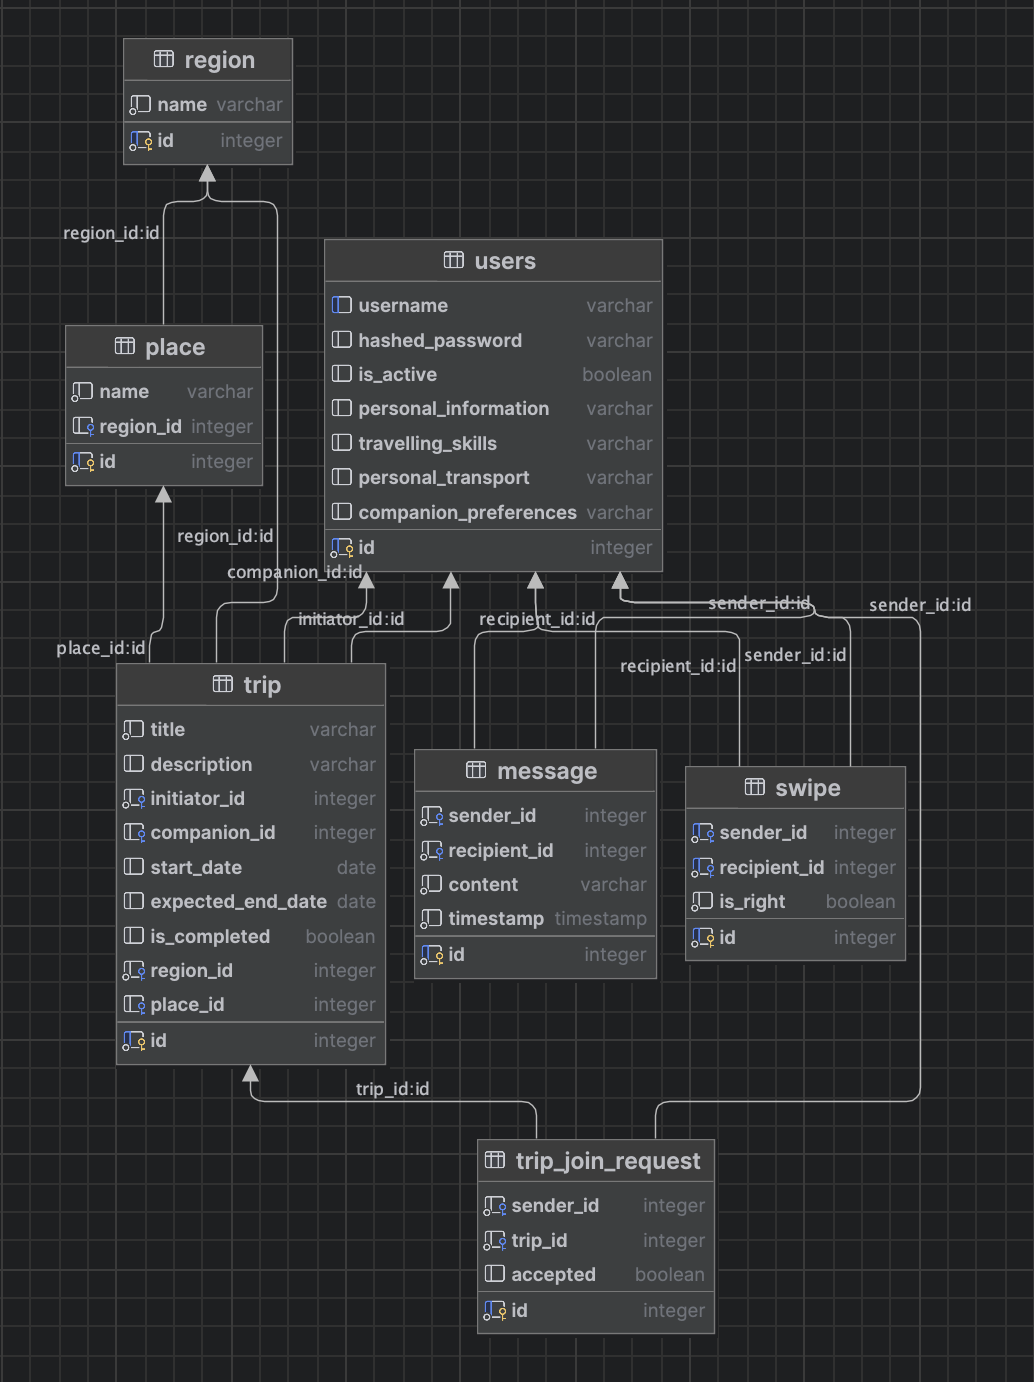 region
name varchar
id integer
region_id:id
users
username varchar
hashed_password varchar
is_active boolean
personal_information varchar
travelling_skills varchar
personal_transport varchar
companion_preferences varchar
id integer
place
name varchar
region_id integer
id integer
region_id:id
companion_id:id
initiator_id:id
recipient_id:id
sender_id:id
sender_id:id
place_id:id
recipient_id:id
sender_id:id
trip
title varchar
description varchar
initiator_id integer
companion_id integer
start_date date
expected_end_date date
is_completed boolean
region_id integer
place_id integer
id integer
message
sender_id integer
recipient_id integer
content varchar
timestamp timestamp
id integer
swipe
sender_id integer
recipient_id integer
is_right boolean
id integer
trip_id:id
trip_join_request
sender_id integer
trip_id integer
accepted boolean
id integer